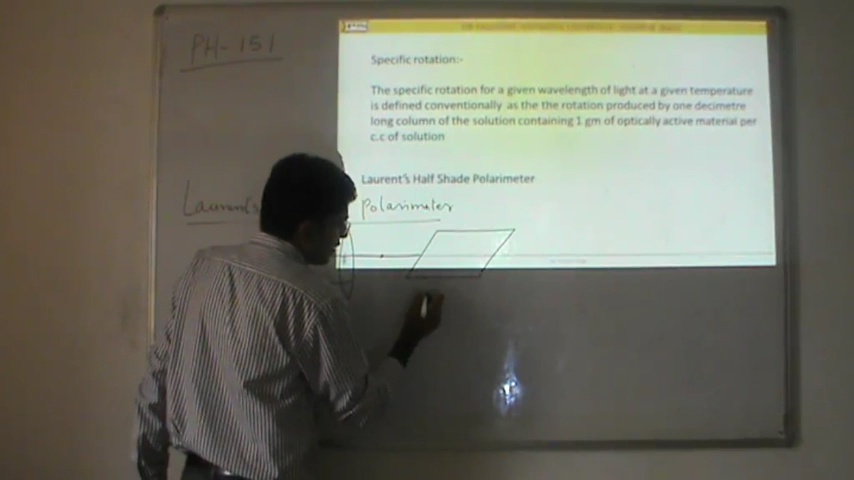 PH-151
Specific rotation:-
The specific rotation for a given wavelength of light at a given temperature
is defined conventionally as the the rotation produced by one decimetre
long column of the solution containing 1 gm of optically active material per
c.c of solution
Laurent's Half Shade Polarimeter
Laurent's Polarimeter